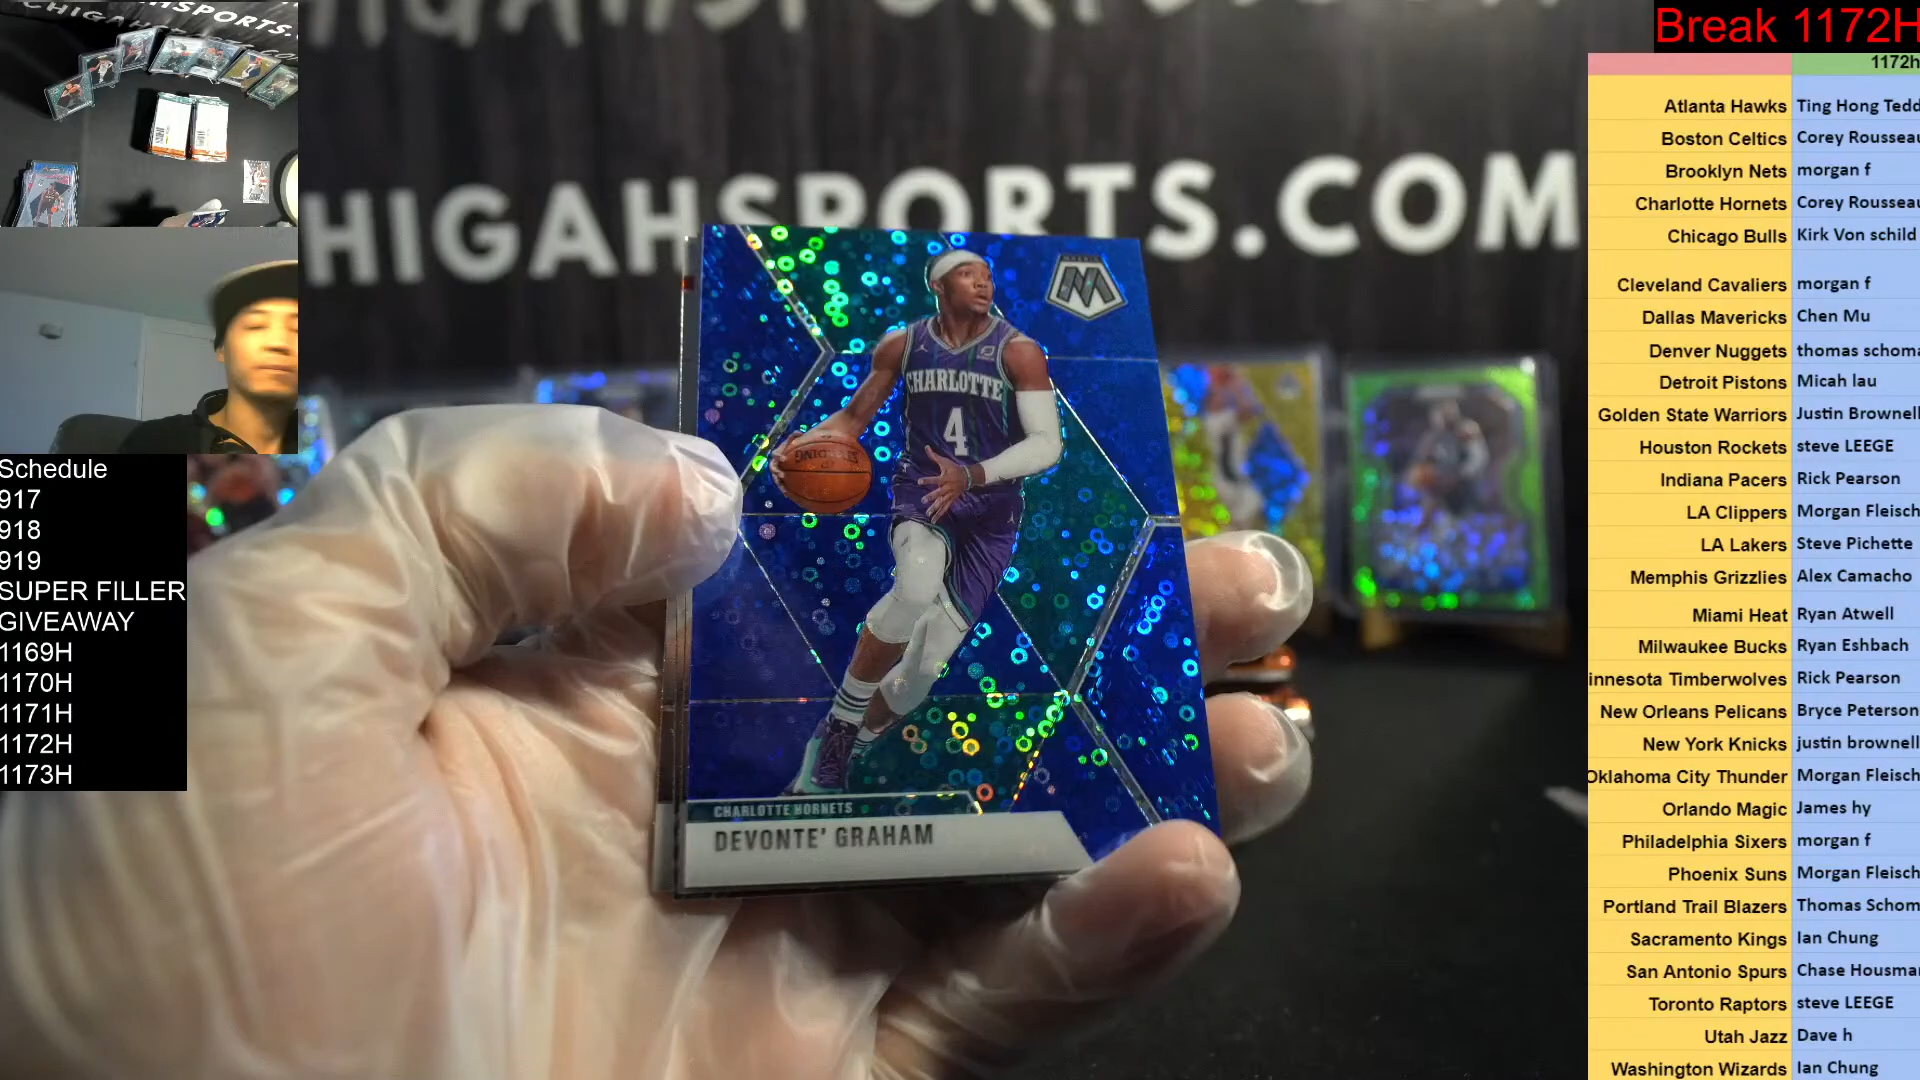 SPORTS.
HIGAHSPORTS.COM
CHARLOTTE
4
SPALDING
M
CHARLOTTE HORNETS
DEVONTE' GRAHAM
Schedule
917
918
919
SUPER FILLER
GIVEAWAY
1169H
1170H
1171H
1172H
1173H
Break 1172H
1172h
Atlanta Hawks Ting Hong Tedd
Boston Celtics Corey Rousseau
Brooklyn Nets morgan f
Charlotte Hornets Corey Rousseau
Chicago Bulls Kirk Von schild
Cleveland Cavaliers morgan f
Dallas Mavericks Chen Mu
Denver Nuggets thomas schoma
Detroit Pistons Micah lau
Golden State Warriors Justin Brownell
Houston Rockets steve LEEGE
Indiana Pacers Rick Pearson
LA Clippers Morgan Fleisch
LA Lakers Steve Pichette
Memphis Grizzlies Alex Camacho
Miami Heat Ryan Atwell
Milwaukee Bucks Ryan Eshbach
innesota Timberwolves Rick Pearson
New Orleans Pelicans Bryce Peterson
New York Knicks justin brownell
Oklahoma City Thunder Morgan Fleisch
Orlando Magic James hy
Philadelphia Sixers morgan f
Phoenix Suns Morgan Fleisch
Portland Trail Blazers Thomas Schom
Sacramento Kings Ian Chung
San Antonio Spurs Chase Housman
Toronto Raptors steve LEEGE
Utah Jazz Dave h
Washington Wizards Ian Chung